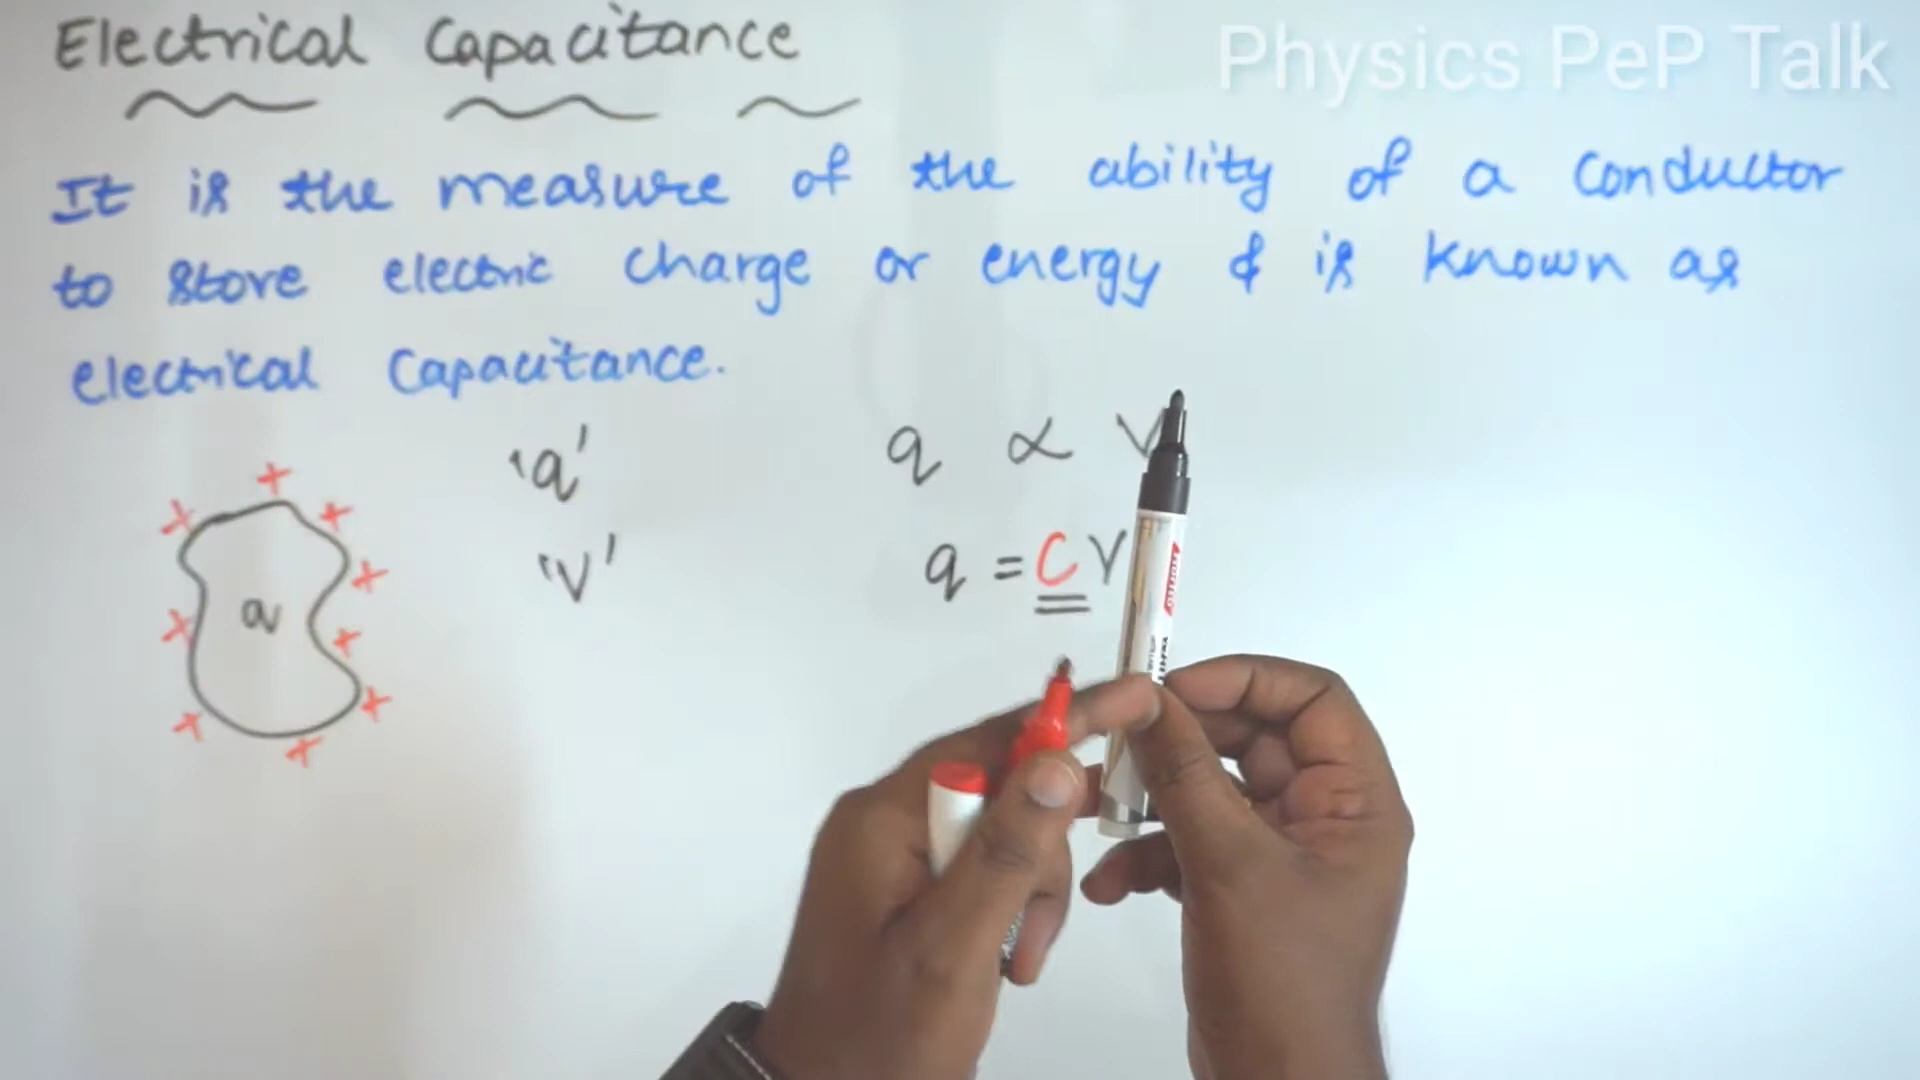 Electrical Capacitance
Physics PeP Talk
It is the measure of the ability of a conductor
to store electric charge or energy & is known as
electrical Capacitance.
'q'
q ∝ V
'V'
q = C V
q
+ + + + + + + + + +